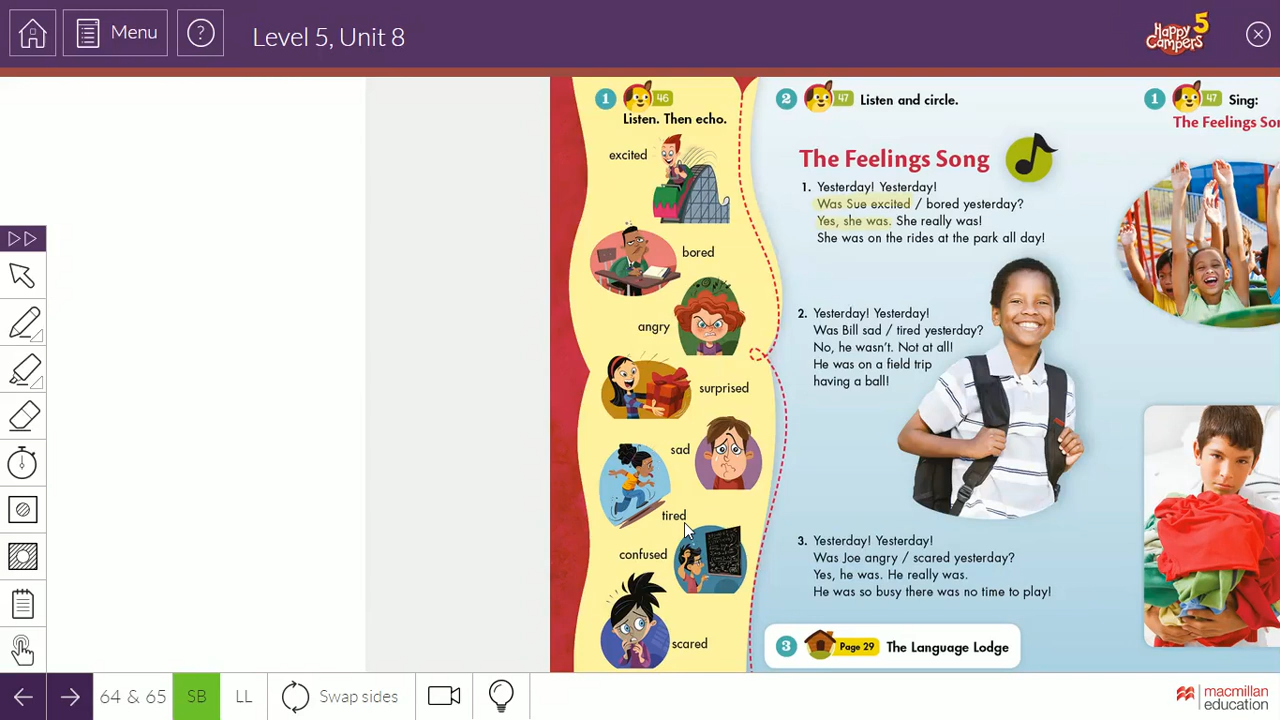 Menu
?
Level 5, Unit 8
Happy Campers 5
1 46
Listen. Then echo.
excited
bored
angry
surprised
sad
tired
confused
scared
2 47 Listen and circle.
The Feelings Song
1. Yesterday! Yesterday!
Was Sue excited / bored yesterday?
Yes, she was. She really was!
She was on the rides at the park all day!
2. Yesterday! Yesterday!
Was Bill sad / tired yesterday?
No, he wasn't. Not at all!
He was on a field trip
having a ball!
3. Yesterday! Yesterday!
Was Joe angry / scared yesterday?
Yes, he was. He really was.
He was so busy there was no time to play!
3 Page 29 The Language Lodge
1 47 Sing:
The Feelings Son
64 & 65
SB
LL
Swap sides
macmillan
education